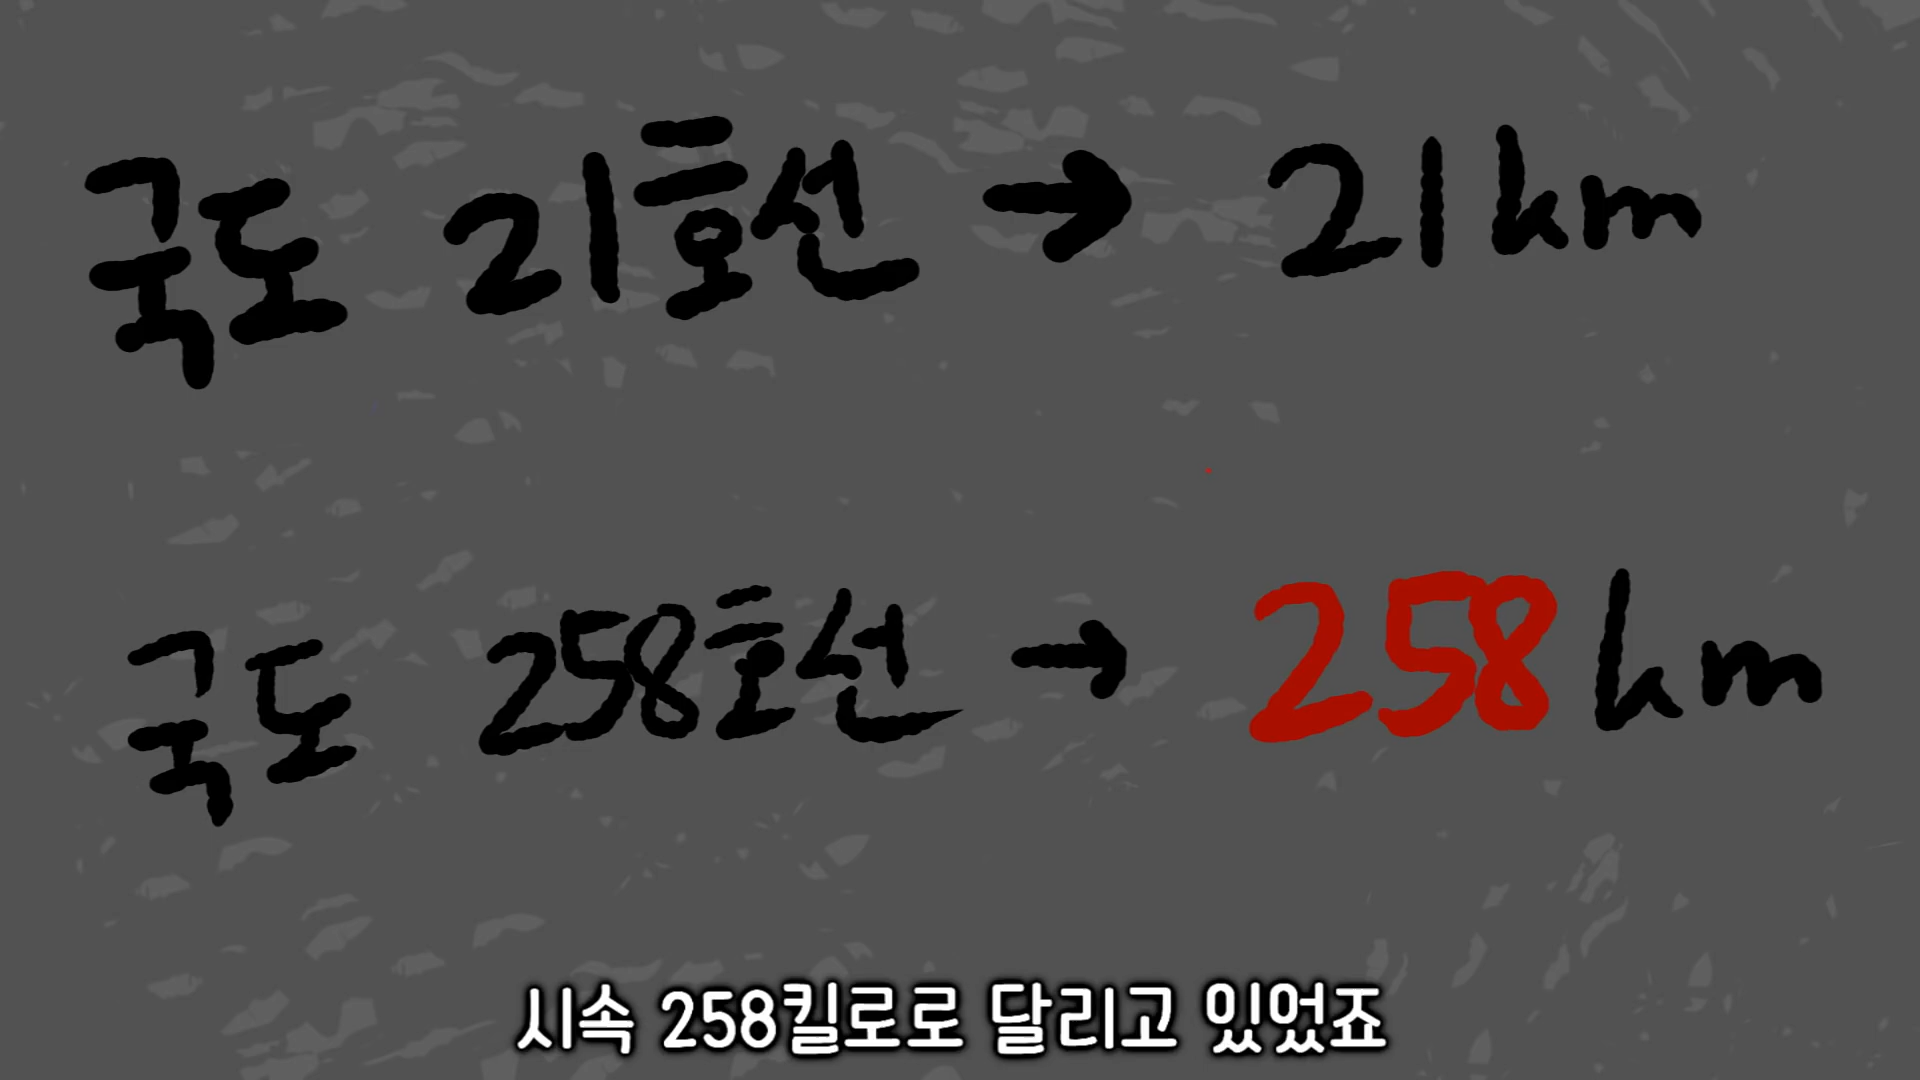 국도 21호선 → 21km
국도 258호선 → 258km
시속 258킬로로 달리고 있었죠